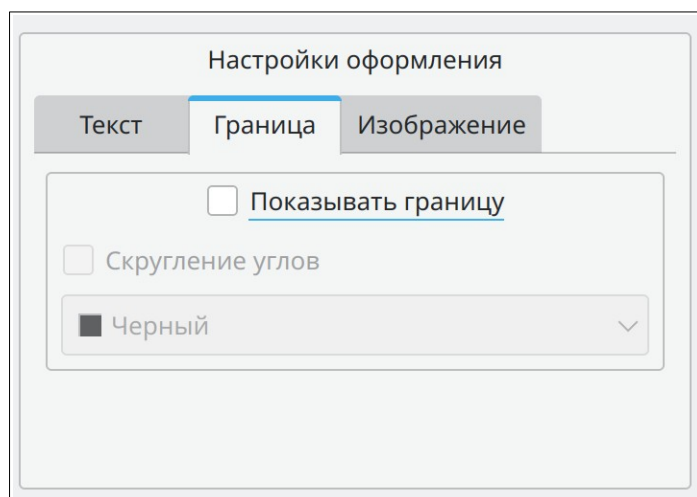 Настройки оформления
Текст Граница Изображение
Показывать границу
Скругление углов
Черный